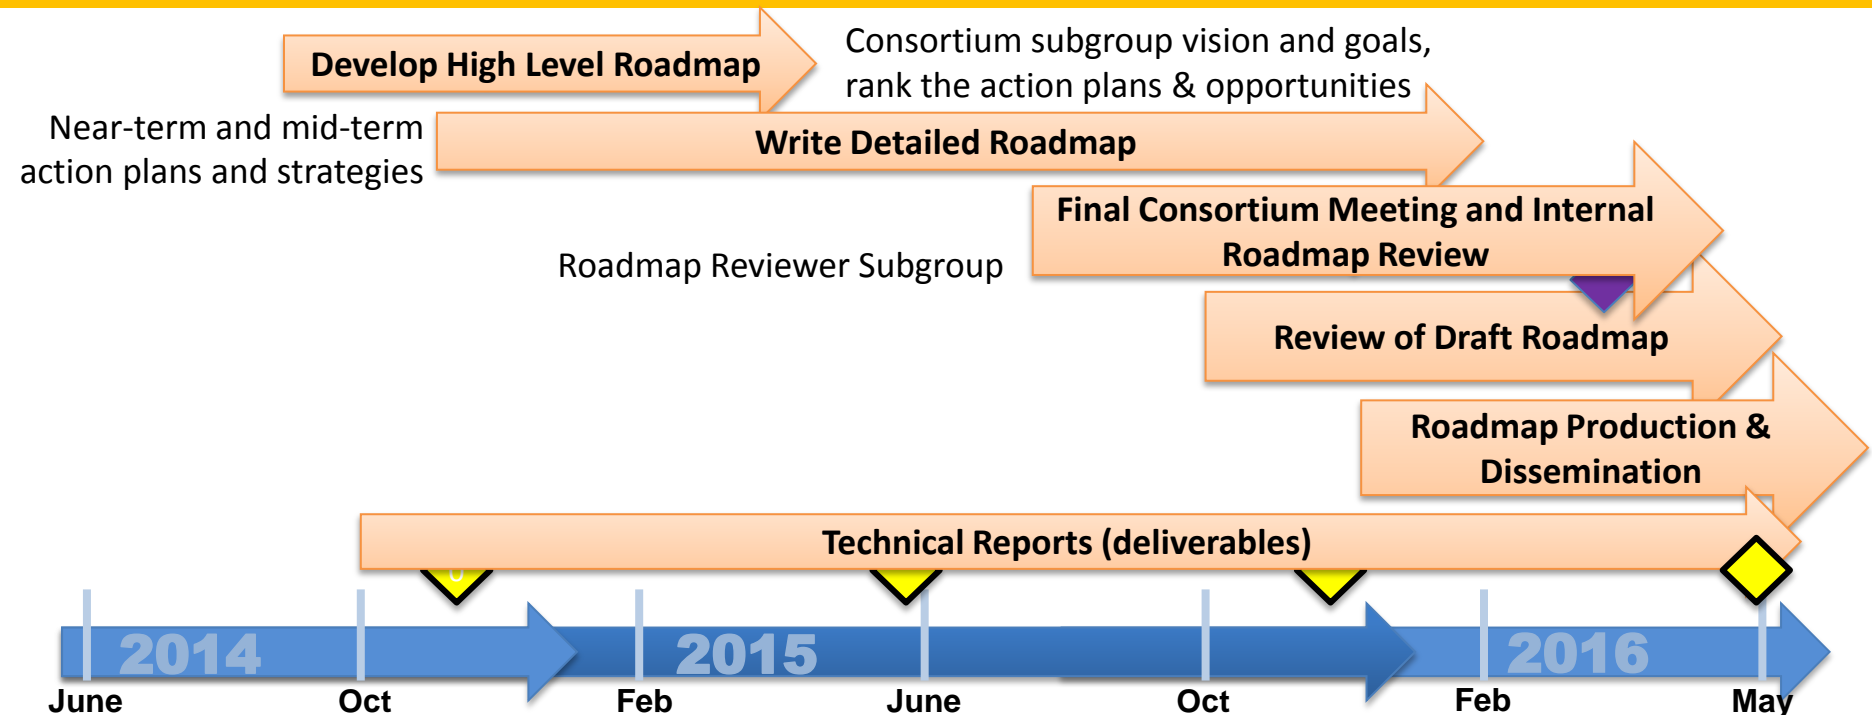 Develop High Level Roadmap
Consortium subgroup vision and goals,
rank the action plans & opportunities
Near-term and mid-term
action plans and strategies
Write Detailed Roadmap
Final Consortium Meeting and Internal
Roadmap Review
Roadmap Reviewer Subgroup
Review of Draft Roadmap
Roadmap Production &
Dissemination
Technical Reports (deliverables)
2014
2015
2016
June
Oct
Feb
June
Oct
Feb
May